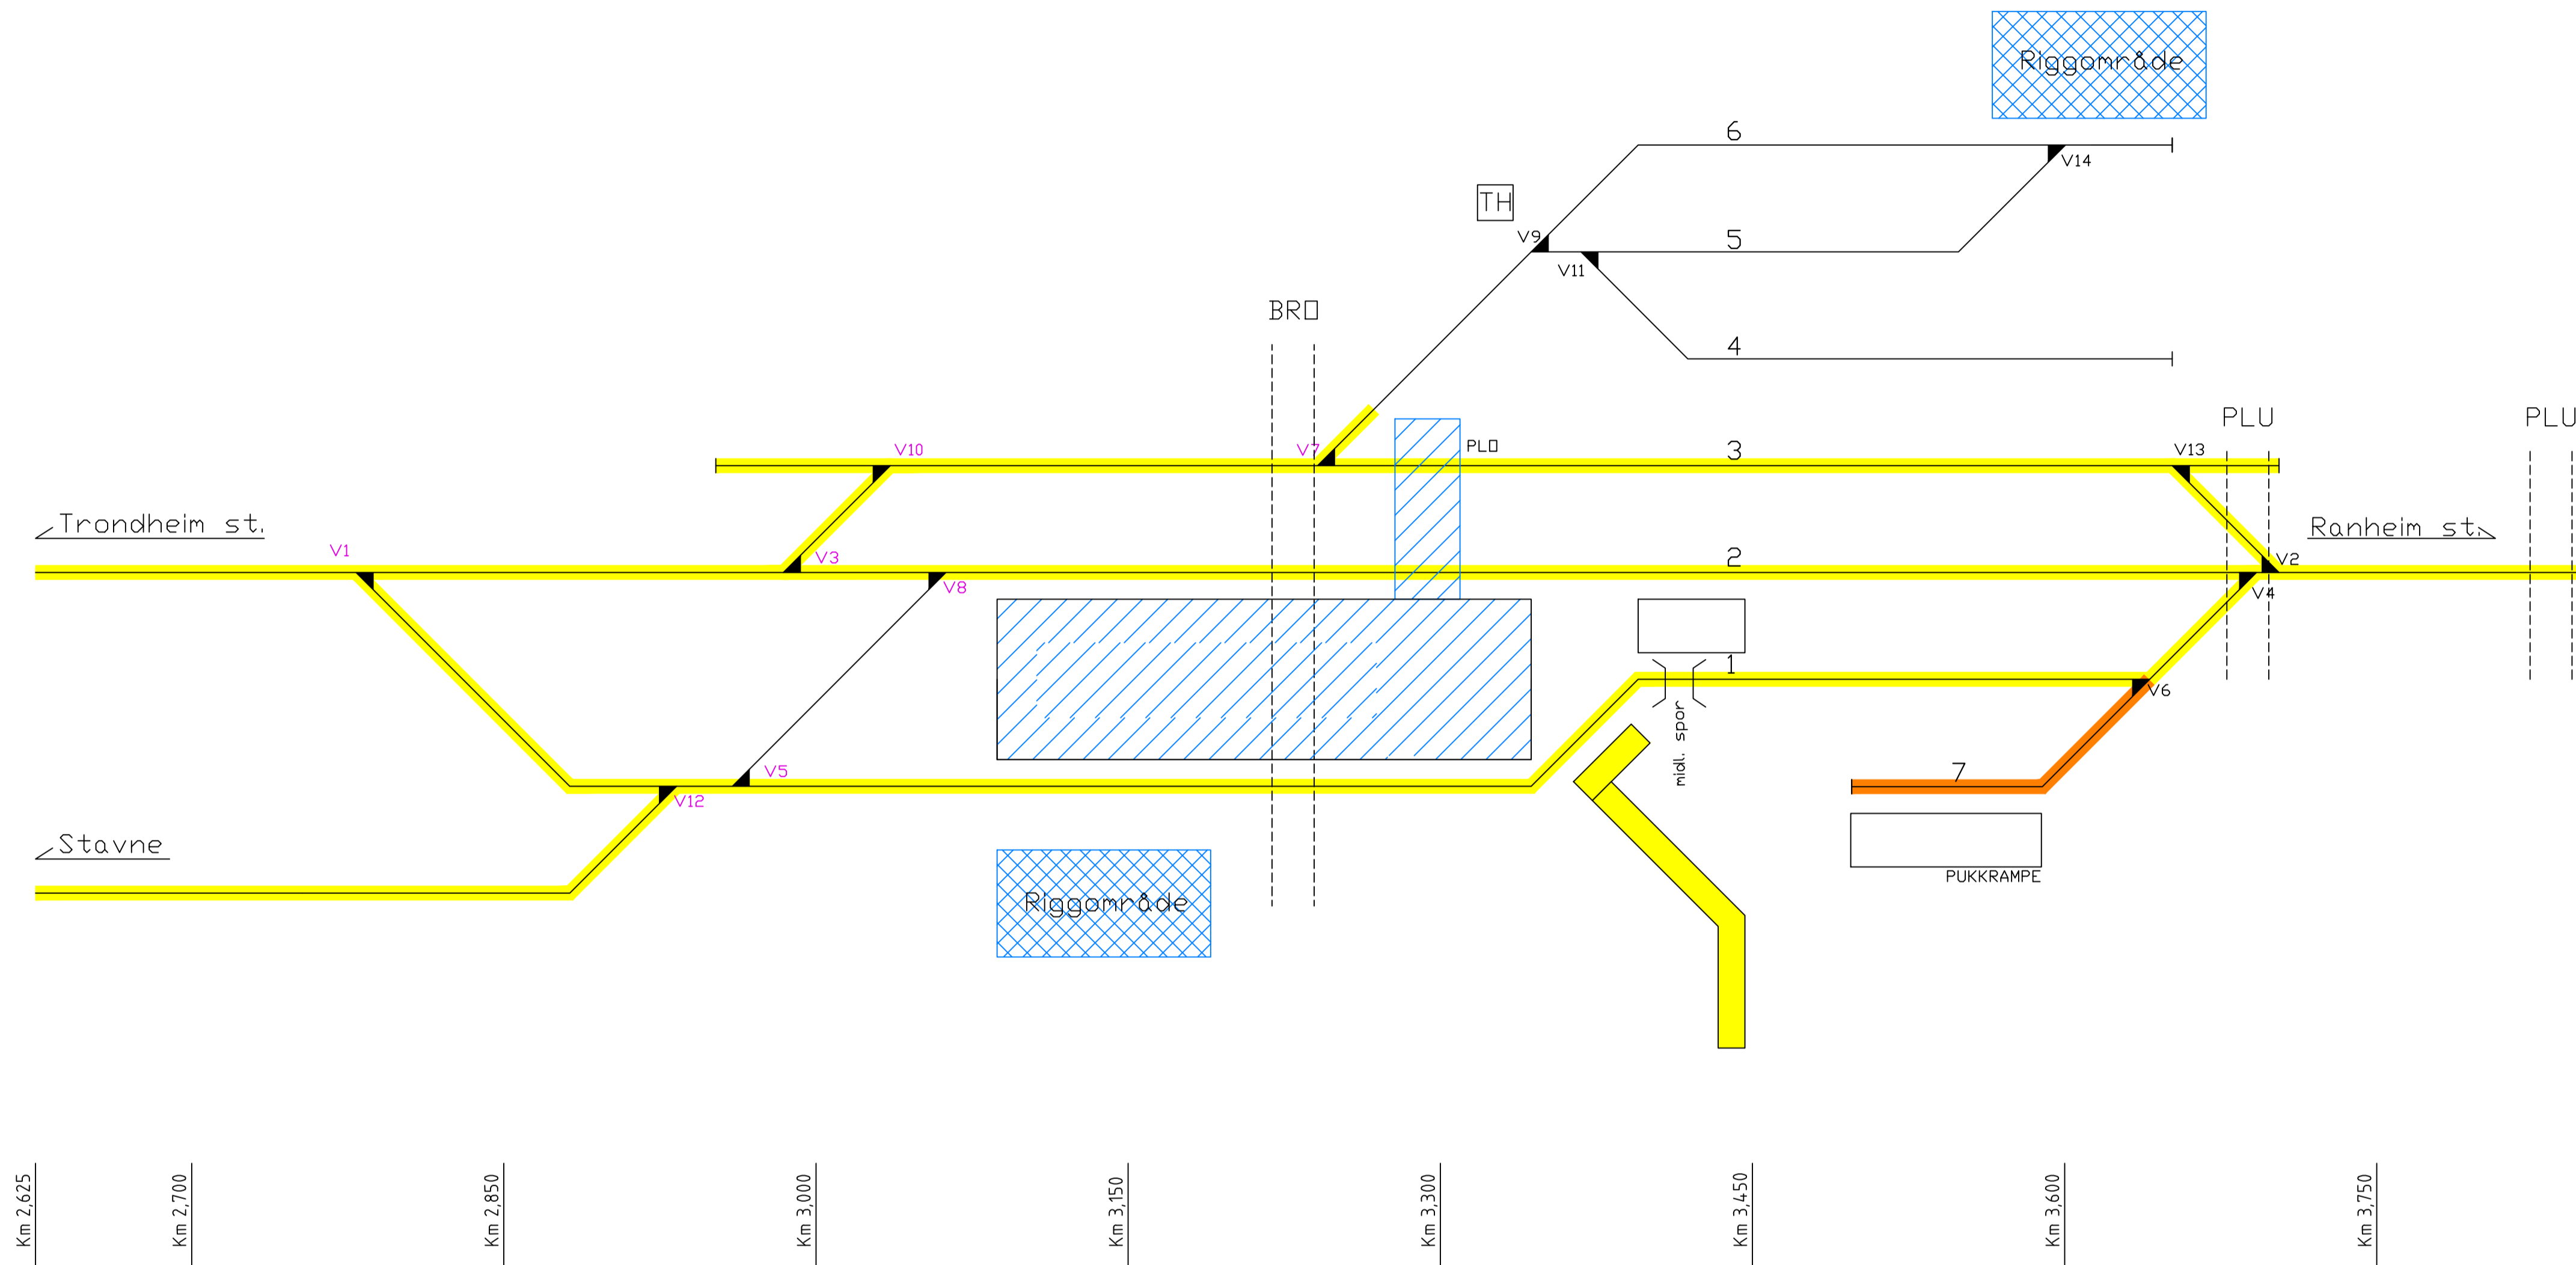 Riggområde
6
V14
TH
V9
5
V11
BRO
4
PLU
PLU
V10
V7
PLO
3
V13
Trondheim st.
Ranheim st.
V1
V3
2
V2
V8
V4
1
V6
midl. spor
V5
7
V12
Stavne
PUKKRAMPE
Riggområde
Km 2,625
Km 2,700
Km 2,850
Km 3,000
Km 3,150
Km 3,300
Km 3,450
Km 3,600
Km 3,750